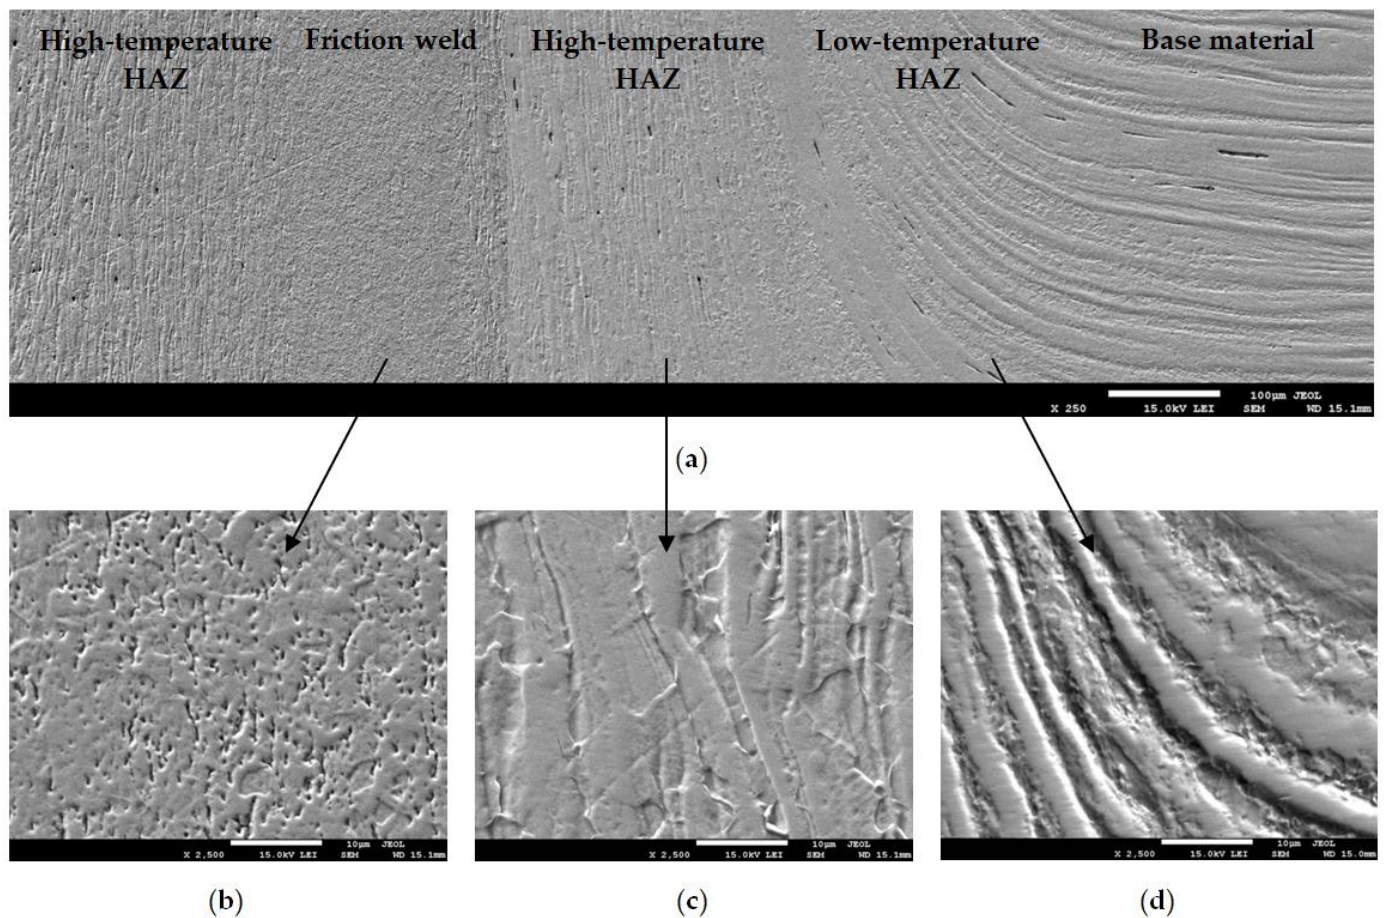 High-temperature HAZ
Friction weld
High-temperature HAZ
Low-temperature HAZ
Base material
100µm JEOL
X 250 15.0kV LEI SEM WD 15.1mm
(a)
10µm JEOL
X 2,500 15.0kV LEI SEM WD 15.1mm
10µm JEOL
X 2,500 15.0kV LEI SEM WD 15.1mm
10µm JEOL
X 2,500 15.0kV LEI SEM WD 15.0mm
(b)
(c)
(d)